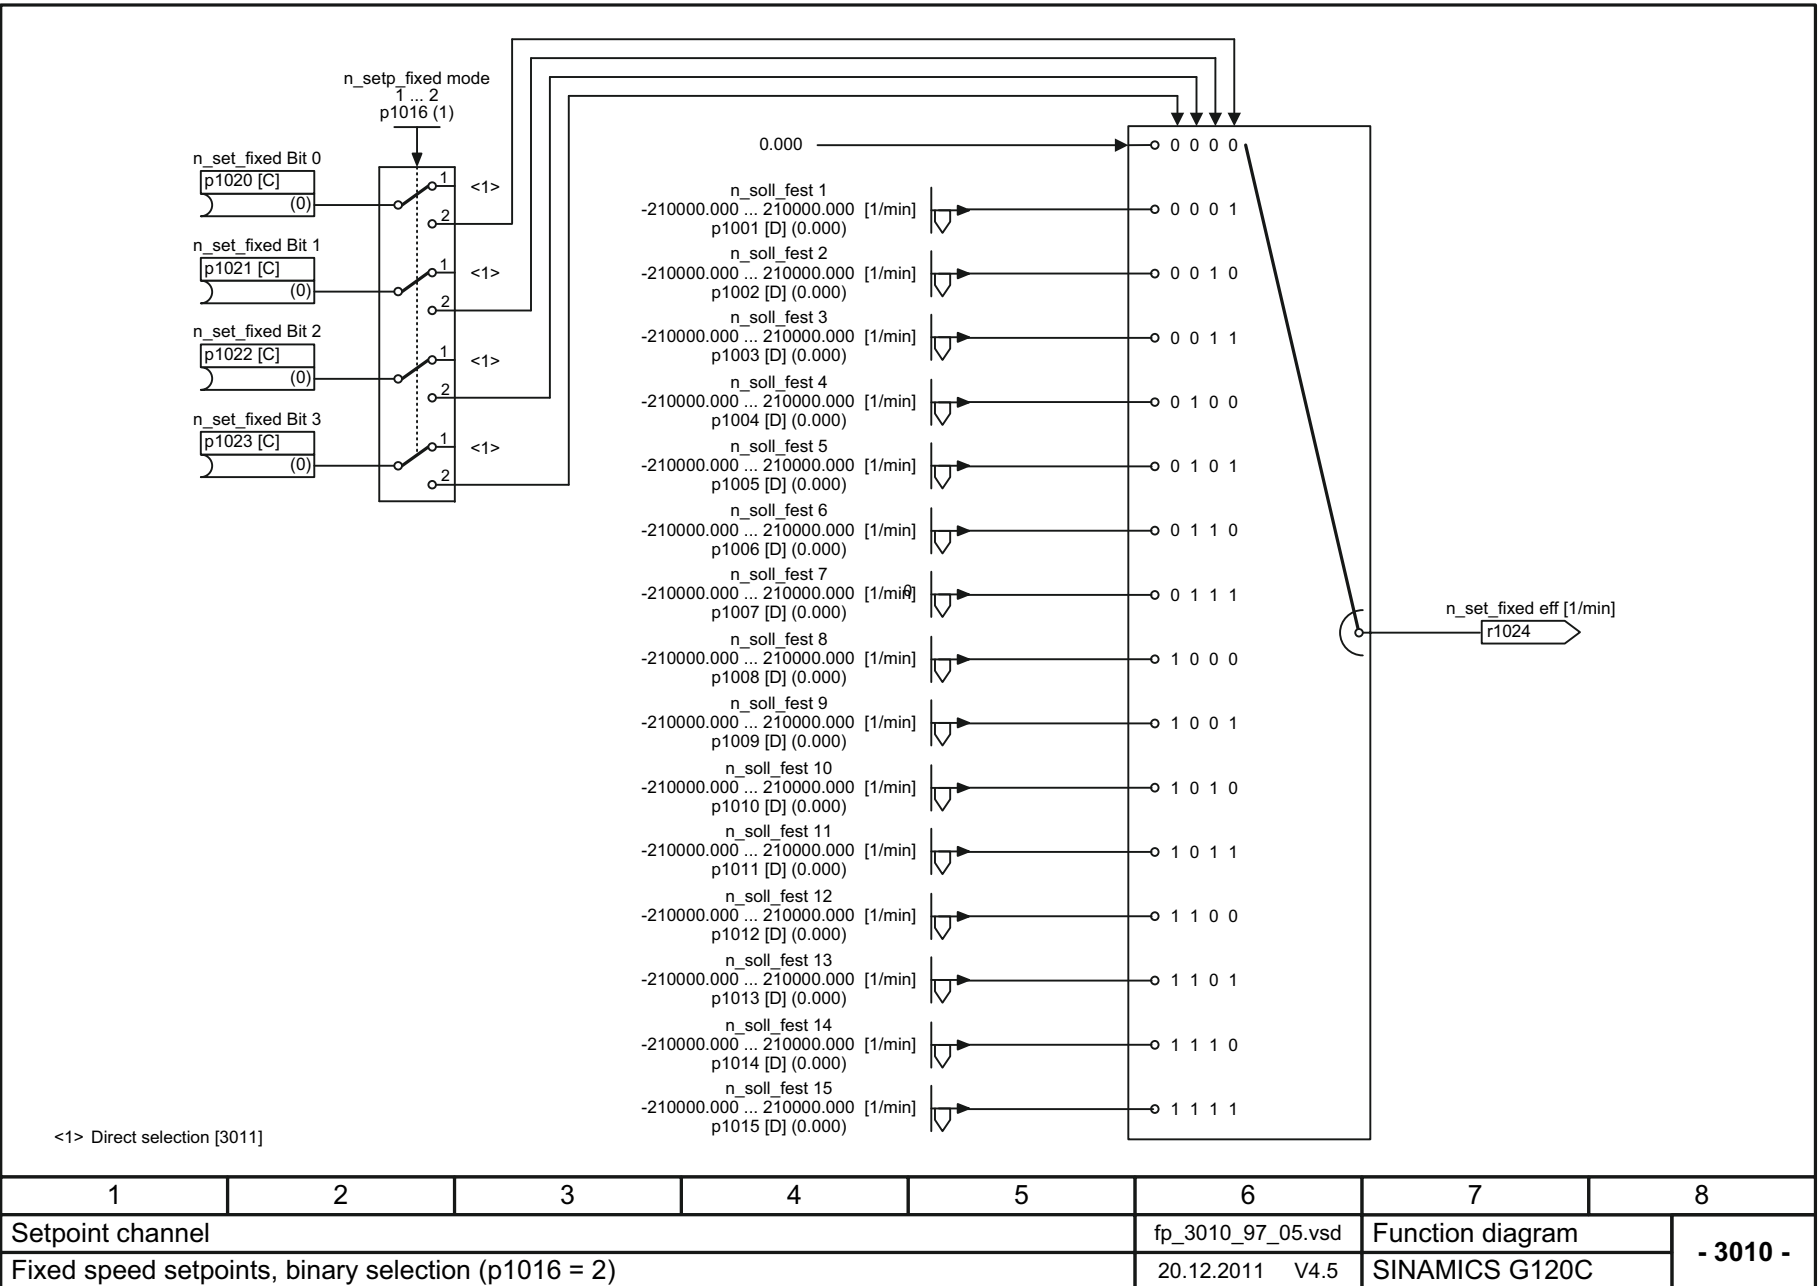 n_setp_fixed mode
1 ... 2
p1016 (1)
n_set_fixed Bit 0
p1020 [C]
(0)
1
<1>
2
n_set_fixed Bit 1
p1021 [C]
(0)
1
<1>
2
n_set_fixed Bit 2
p1022 [C]
(0)
1
<1>
2
n_set_fixed Bit 3
p1023 [C]
(0)
1
<1>
2
0.000
0 0 0 0
n_soll_fest 1
-210000.000 ... 210000.000 [1/min]
p1001 [D] (0.000)
0 0 0 1
n_soll_fest 2
-210000.000 ... 210000.000 [1/min]
p1002 [D] (0.000)
0 0 1 0
n_soll_fest 3
-210000.000 ... 210000.000 [1/min]
p1003 [D] (0.000)
0 0 1 1
n_soll_fest 4
-210000.000 ... 210000.000 [1/min]
p1004 [D] (0.000)
0 1 0 0
n_soll_fest 5
-210000.000 ... 210000.000 [1/min]
p1005 [D] (0.000)
0 1 0 1
n_soll_fest 6
-210000.000 ... 210000.000 [1/min]
p1006 [D] (0.000)
0 1 1 0
n_soll_fest 7
-210000.000 ... 210000.000 [1/min]
0
p1007 [D] (0.000)
0 1 1 1
n_soll_fest 8
-210000.000 ... 210000.000 [1/min]
p1008 [D] (0.000)
1 0 0 0
n_soll_fest 9
-210000.000 ... 210000.000 [1/min]
p1009 [D] (0.000)
1 0 0 1
n_soll_fest 10
-210000.000 ... 210000.000 [1/min]
p1010 [D] (0.000)
1 0 1 0
n_soll_fest 11
-210000.000 ... 210000.000 [1/min]
p1011 [D] (0.000)
1 0 1 1
n_soll_fest 12
-210000.000 ... 210000.000 [1/min]
p1012 [D] (0.000)
1 1 0 0
n_soll_fest 13
-210000.000 ... 210000.000 [1/min]
p1013 [D] (0.000)
1 1 0 1
n_soll_fest 14
-210000.000 ... 210000.000 [1/min]
p1014 [D] (0.000)
1 1 1 0
n_soll_fest 15
-210000.000 ... 210000.000 [1/min]
p1015 [D] (0.000)
1 1 1 1
n_set_fixed eff [1/min]
r1024
<1> Direct selection [3011]
1 2 3 4 5 6 7 8
Setpoint channel
fp_3010_97_05.vsd
Function diagram
- 3010 -
Fixed speed setpoints, binary selection (p1016 = 2)
20.12.2011 V4.5
SINAMICS G120C